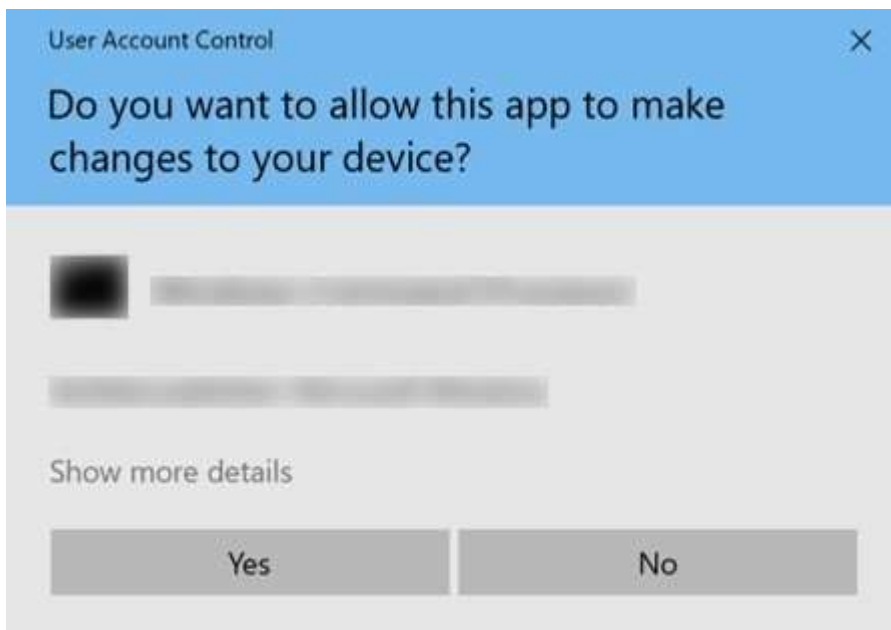 User Account Control
Do you want to allow this app to make
changes to your device?
Show more details
Yes
No